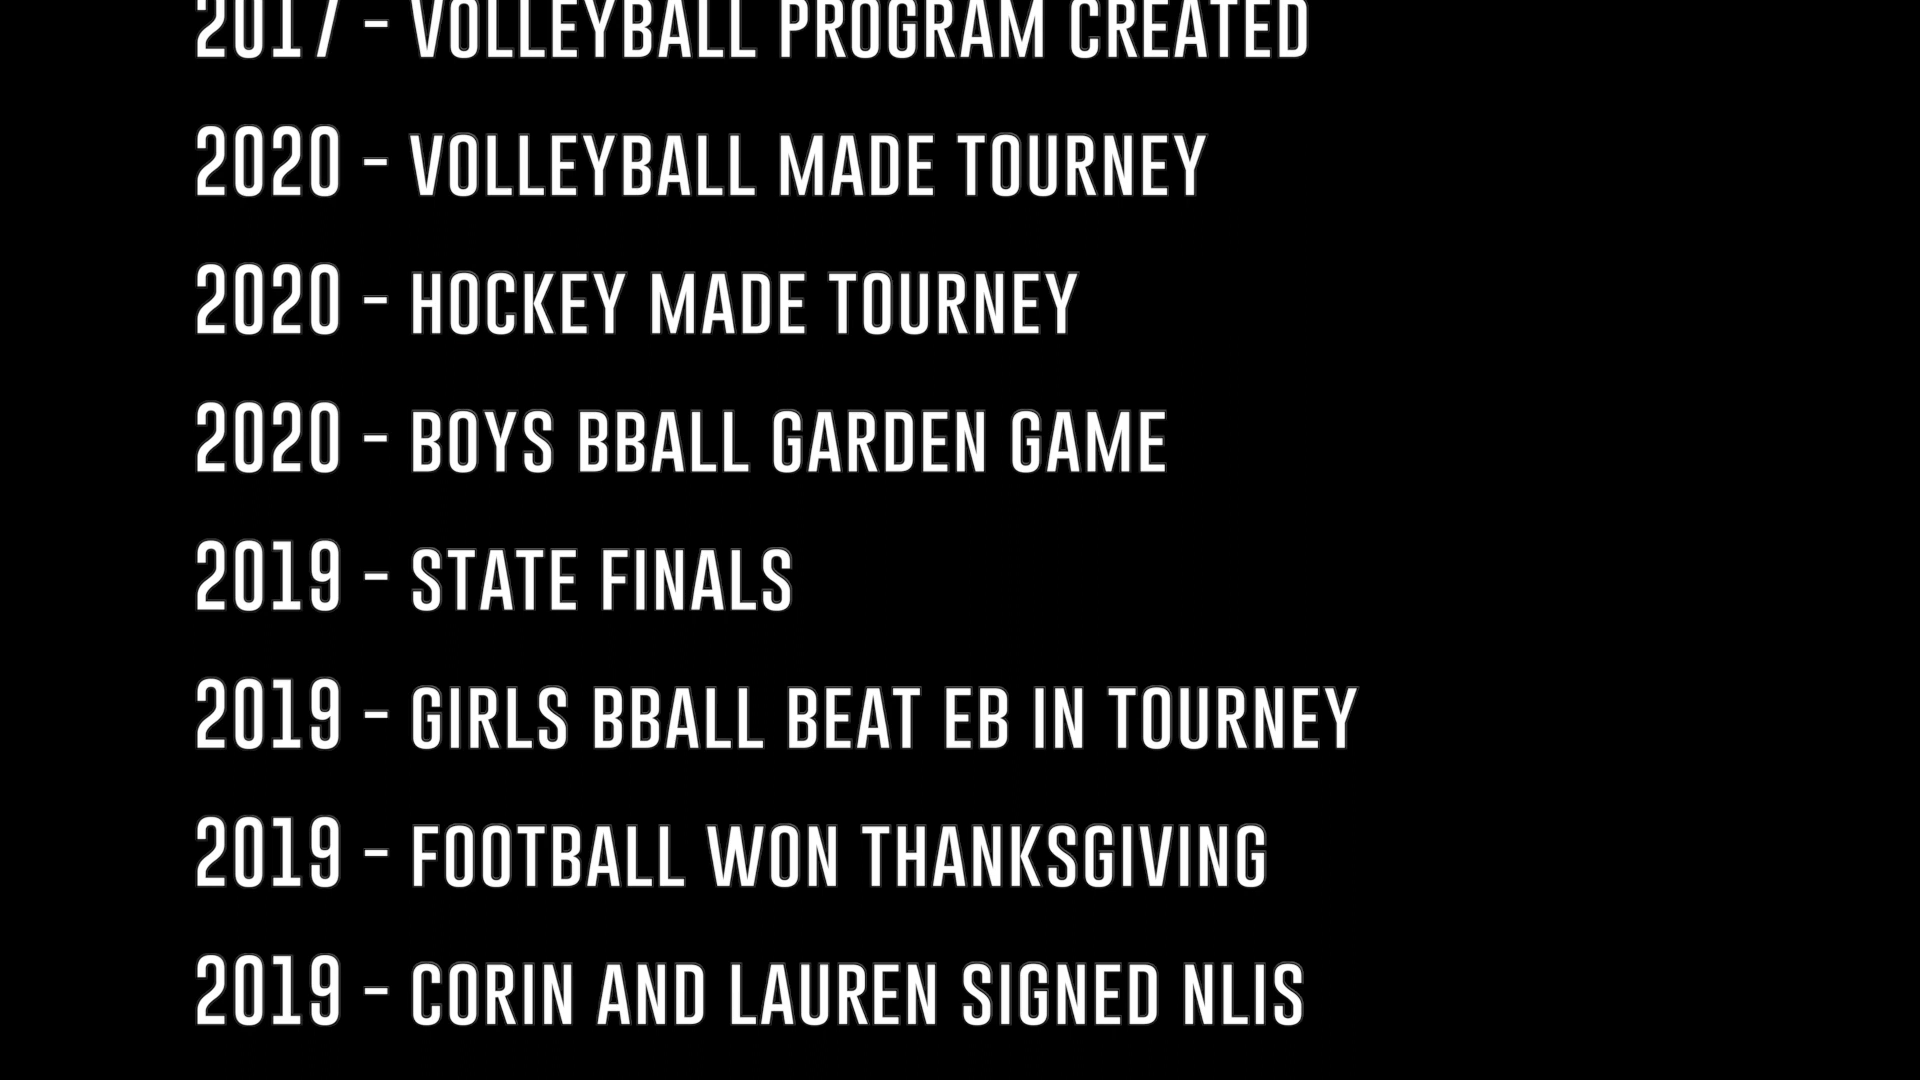 2017 - VOLLEYBALL PROGRAM CREATED
2020 - VOLLEYBALL MADE TOURNEY
2020 - HOCKEY MADE TOURNEY
2020 - BOYS BBALL GARDEN GAME
2019 - STATE FINALS
2019 - GIRLS BBALL BEAT EB IN TOURNEY
2019 - FOOTBALL WON THANKSGIVING
2019 - CORIN AND LAUREN SIGNED NLIS